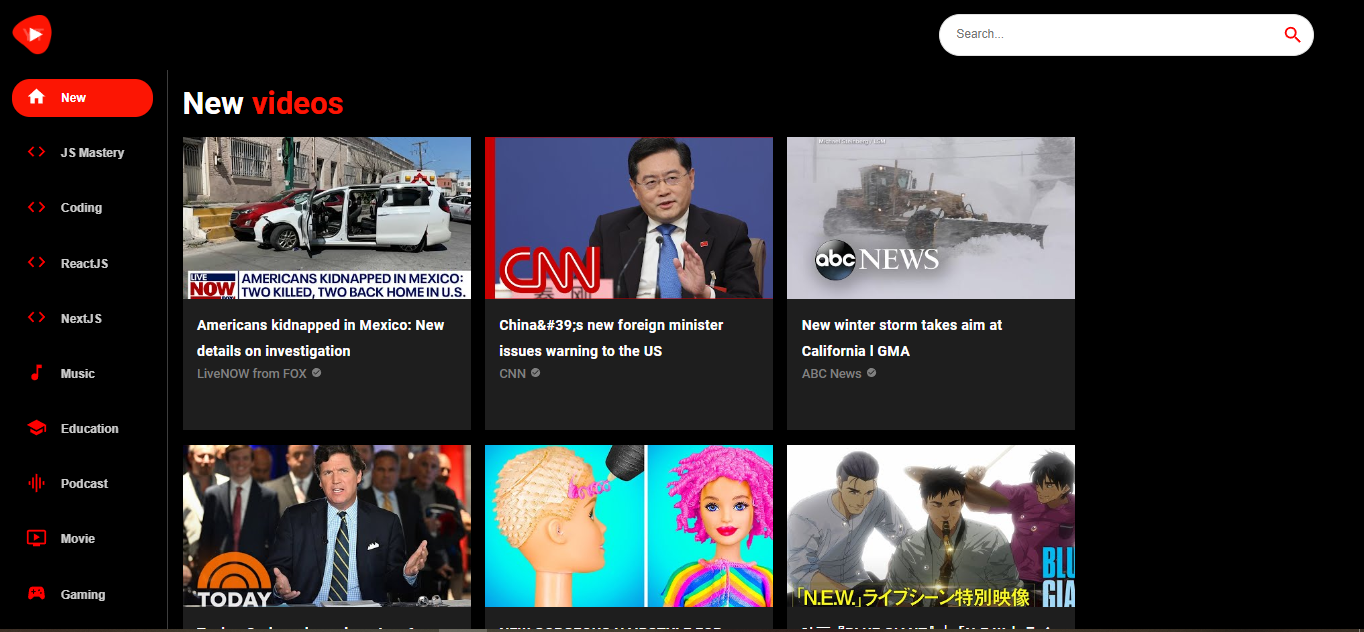 Search...
New
JS Mastery
Coding
ReactJS
NextJS
Music
Education
Podcast
Movie
Gaming
New videos
LIVE
NOW
FOX
AMERICANS KIDNAPPED IN MEXICO:
TWO KILLED, TWO BACK HOME IN U.S.
Americans kidnapped in Mexico: New
details on investigation
LiveNOW from FOX
CNN
秦 刚
China&#39;s new foreign minister
issues warning to the US
CNN
abc NEWS
New winter storm takes aim at
California l GMA
ABC News
TODAY
「N.E.W.」ライブシーン特別映像
BLU
GIA